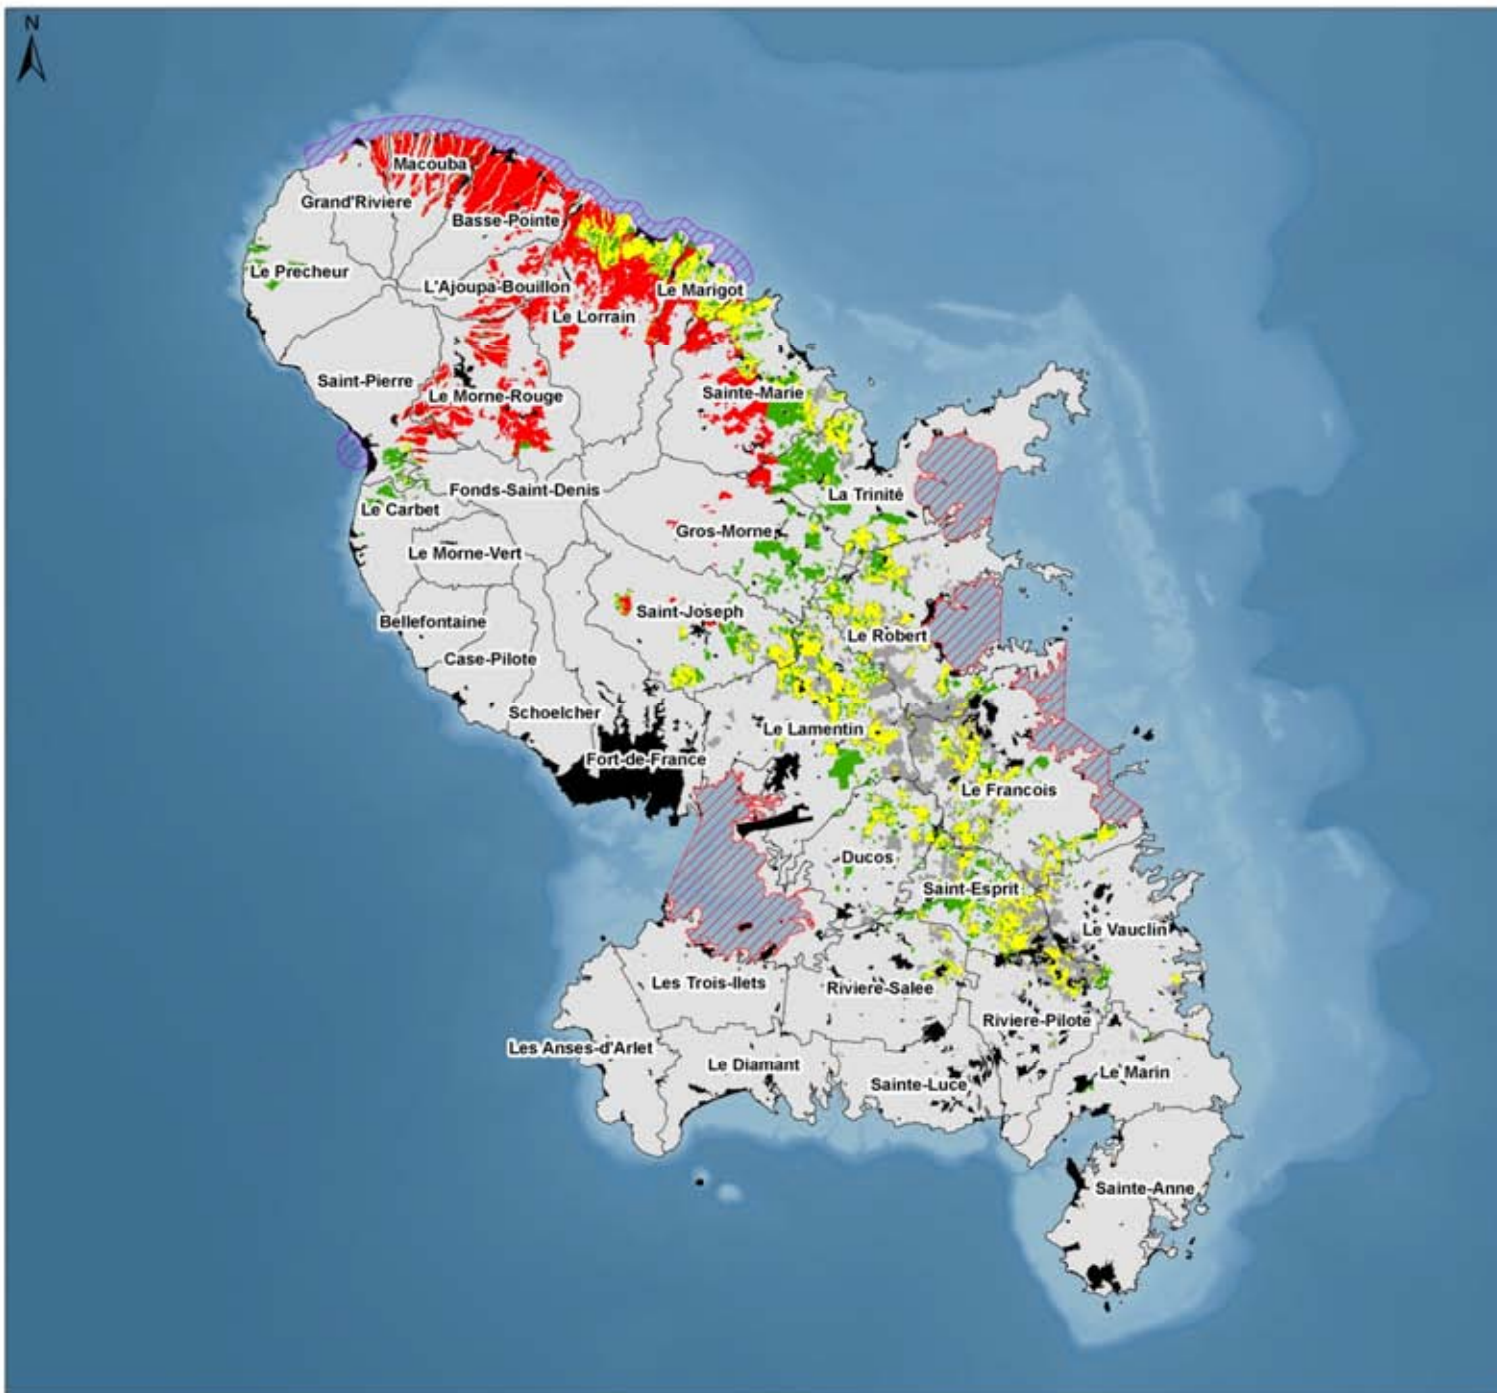 N
Macouba
Grand'Riviere
Basse-Pointe
Le Precheur
L'Ajoupa-Bouillon
Le Marigot
Le Lorrain
Saint-Pierre
Le Morne-Rouge
Sainte-Marie
Fonds-Saint-Denis
La Trinité
Le Carbet
Gros-Morne
Le Morne-Vert
Saint-Joseph
Bellefontaine
Le Robert
Case-Pilote
Schoelcher
Le Lamentin
Fort-de-France
Le Francois
Ducos
Saint-Esprit
Le Vauclin
Les Trois-Ilets
Riviere-Salee
Riviere-Pilote
Les Anses-d'Arlet
Le Diamant
Le Marin
Sainte-Luce
Sainte-Anne